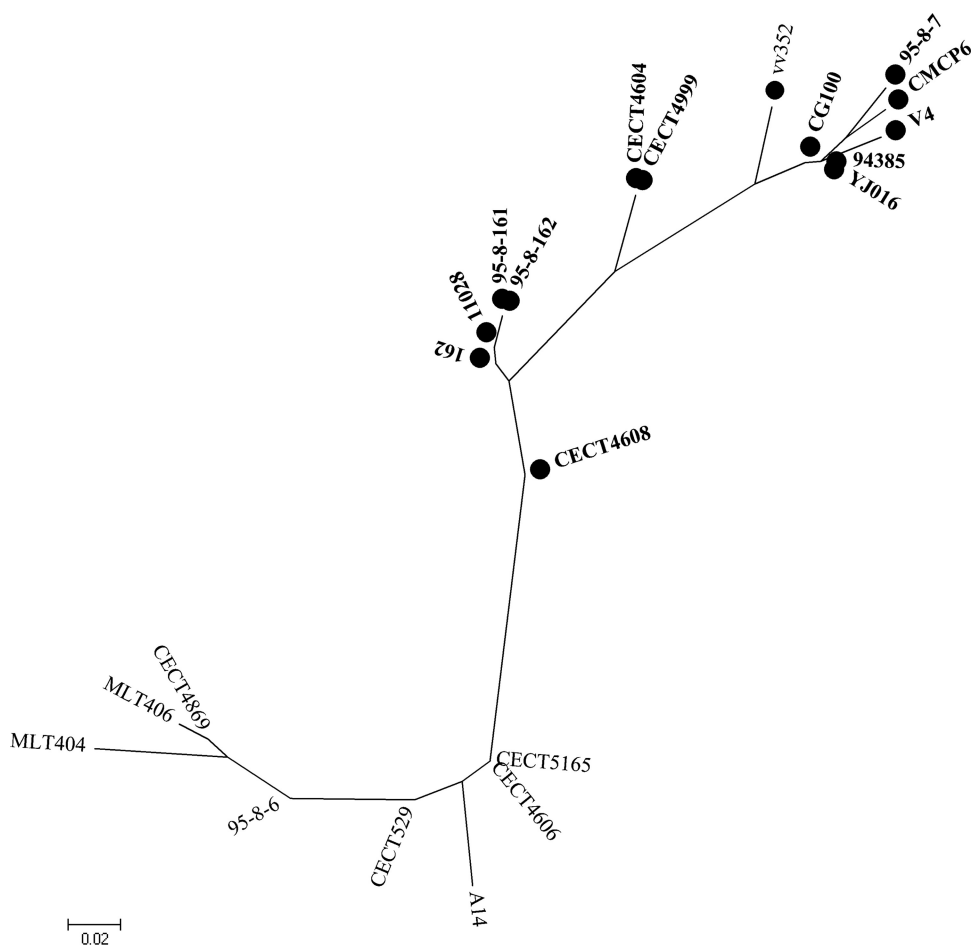 vv352
95-8-7
CMCP6
CG100
V4
CECT4604
CECT4999
94385
YJ016
95-8-161
95-8-162
11028
162
CECT4608
CECT4869
MLT406
MLT404
CECT5165
CECT4606
95-8-6
CECT529
A14
0.02